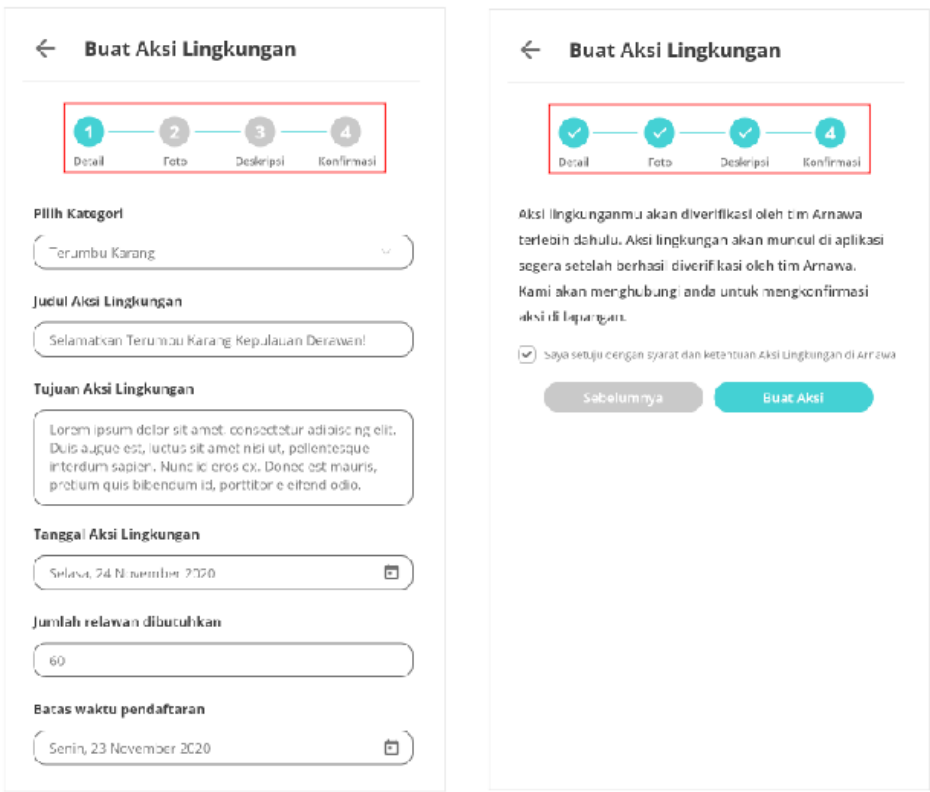 Buat Aksi Lingkungan
1
2
3
4
Detail
Foto
Deskripsi
Konfirmasi
Pilih Kategori
Terumbu Karang
Judul Aksi Lingkungan
Selamatkan Terumbu Karang Kepulauan Derawan!
Tujuan Aksi Lingkungan
Lorem ipsum dolor sit amet, consectetur adipiscing elit.
Duis augue est, luctus sit amet nisi ut, pellentesque
interdum sapien. Nunc id eros ex. Donec est mauris,
pretium quis bibendum id, porttitor eleifend odio.
Tanggal Aksi Lingkungan
Selasa, 24 November 2020
Jumlah relawan dibutuhkan
60
Batas waktu pendaftaran
Senin, 23 November 2020
Buat Aksi Lingkungan
4
Detail
Foto
Deskripsi
Konfirmasi
Aksi lingkunganmu akan diverifikasi oleh tim Arnawa
terlebih dahulu. Aksi lingkungan akan muncul di aplikasi
segera setelah berhasil diverifikasi oleh tim Arnawa.
Kami akan menghubungi anda untuk mengkonfirmasi
aksi di lapangan.
Saya setuju dengan syarat dan ketentuan Aksi Lingkungan di Arnawa
Sebelumnya
Buat Aksi